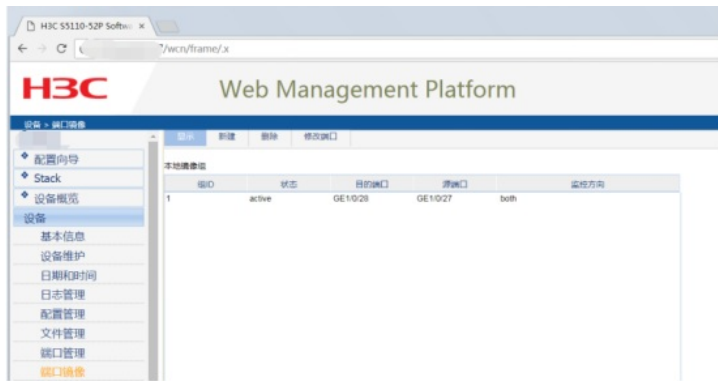 H3C S5110-52P Softw
/wcn/frame/.x
H3C Web Management Platform
设备 > 端口镜像
显示 新建 删除 修改端口
配置向导
Stack
设备概览
设备
基本信息
设备维护
日期和时间
日志管理
配置管理
文件管理
端口管理
端口镜像
本地镜像组
组ID 状态 目的端口 源端口 监控方向
1 active GE1/0/28 GE1/0/27 both